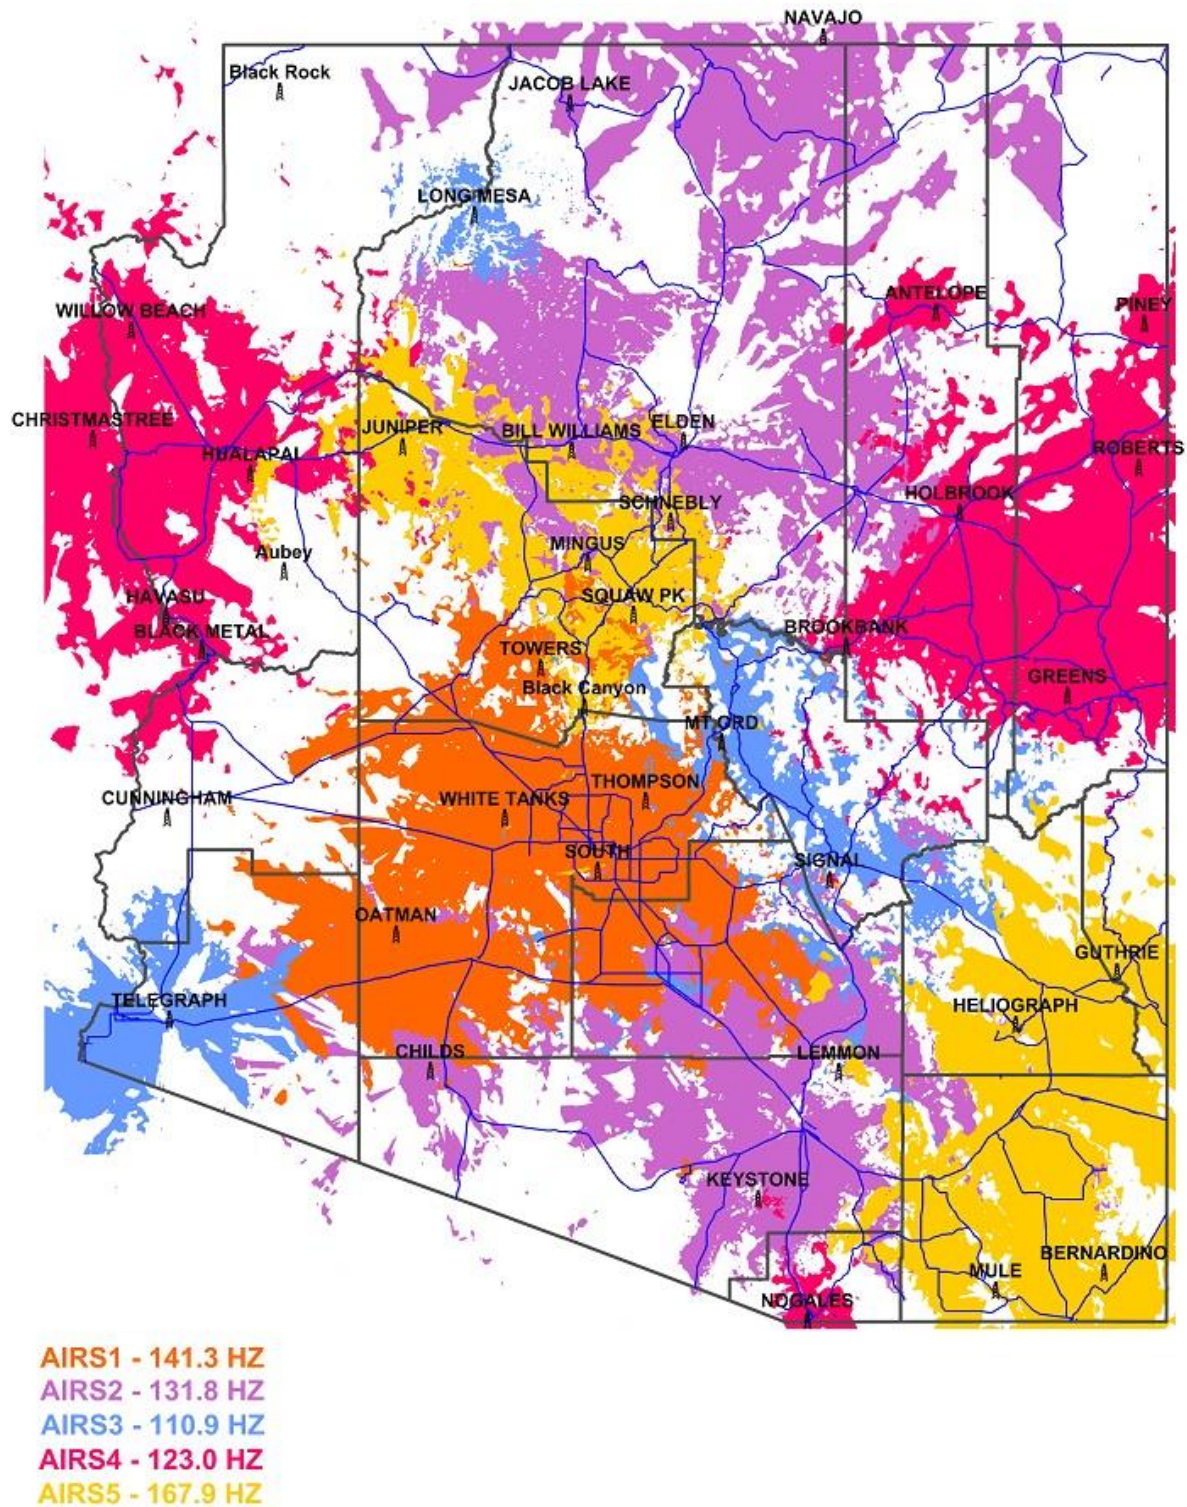 NAVAJO
Black Rock
JACOB LAKE
LONG MESA
ANTELOPE
PINEY
WILLOW BEACH
CHRISTMASTREE
JUNIPER
BILL WILLIAMS
ELDEN
HUALAPAI
ROBERTS
HOLBROOK
SCHNEBLY
Aubey
MINGUS
HAVASU
SQUAW PK
BLACK METAL
BROOKBANK
TOWERS
Black Canyon
GREENS
MT ORD
THOMPSON
CUNNINGHAM
WHITE TANKS
SOUTH
SIGNAL
OATMAN
GUTHRIE
TELEGRAPH
HELIOGRAPH
CHILDS
LEMMON
KEYSTONE
BERNARDINO
MULE
NOGALES
AIRS1 - 141.3 HZ
AIRS2 - 131.8 HZ
AIRS3 - 110.9 HZ
AIRS4 - 123.0 HZ
AIRS5 - 167.9 HZ